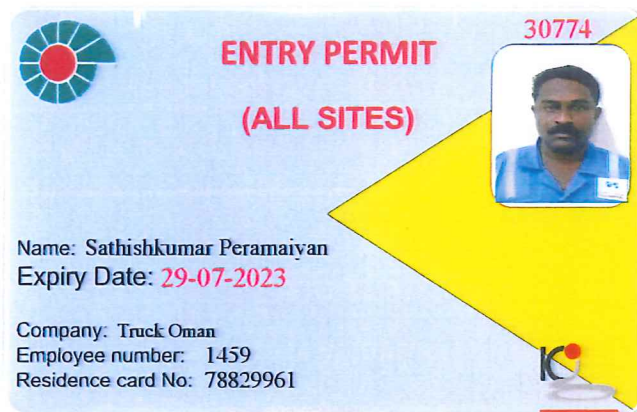 30774
ENTRY PERMIT
(ALL SITES)
Name: Sathishkumar Peramaiyan
Expiry Date: 29-07-2023
Company: Truck Oman
Employee number: 1459
Residence card No: 78829961